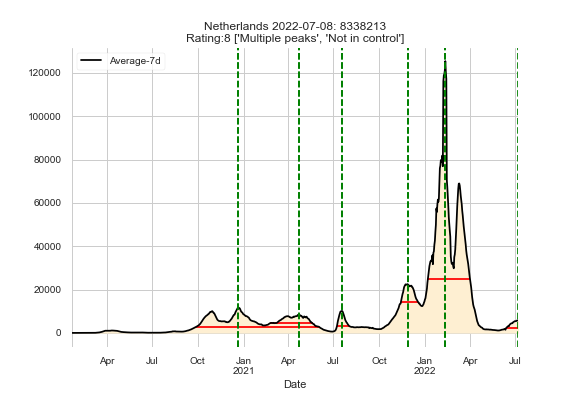 Netherlands 2022-07-08: 8338213
Rating:8 ['Multiple peaks', 'Not in control']
Average-7d
120000
100000
80000
60000
40000
20000
0
Apr Jul Oct Jan Apr Jul Oct Jan Apr Jul
2021 2022
Date